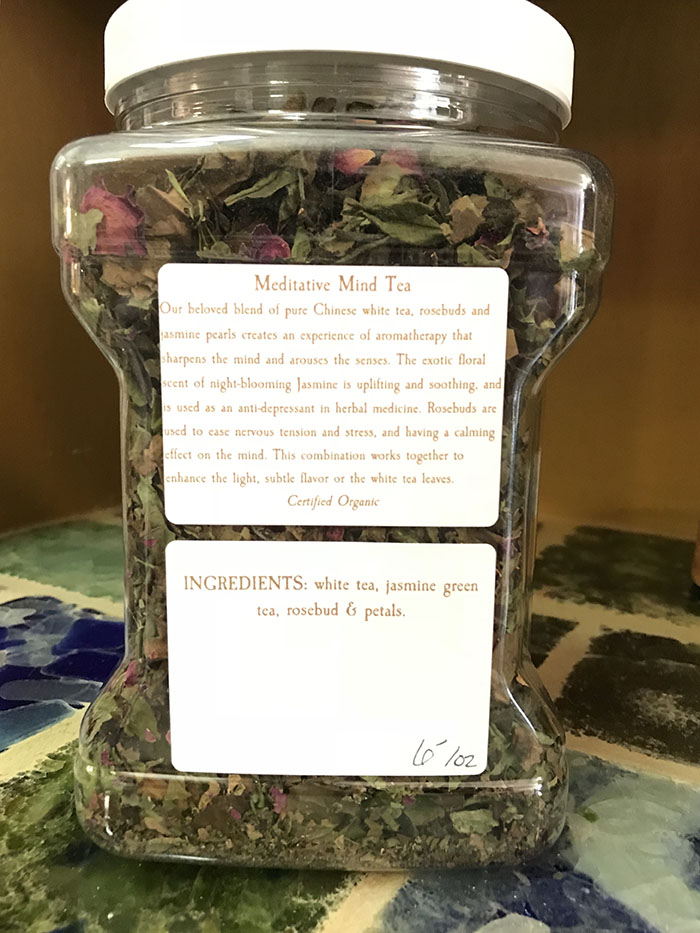 Meditative Mind Tea
Our beloved blend of pure Chinese white tea, rosebuds and
jasmine pearls creates an experience of aromatherapy that
sharpens the mind and arouses the senses. The exotic floral
scent of night-blooming Jasmine is uplifting and soothing, and
is used as an anti-depressant in herbal medicine. Rosebuds are
used to ease nervous tension and stress, and having a calming
effect on the mind. This combination works together to
enhance the light, subtle flavor or the white tea leaves.
Certified Organic
INGREDIENTS: white tea, jasmine green
tea, rosebud & petals.
/oz